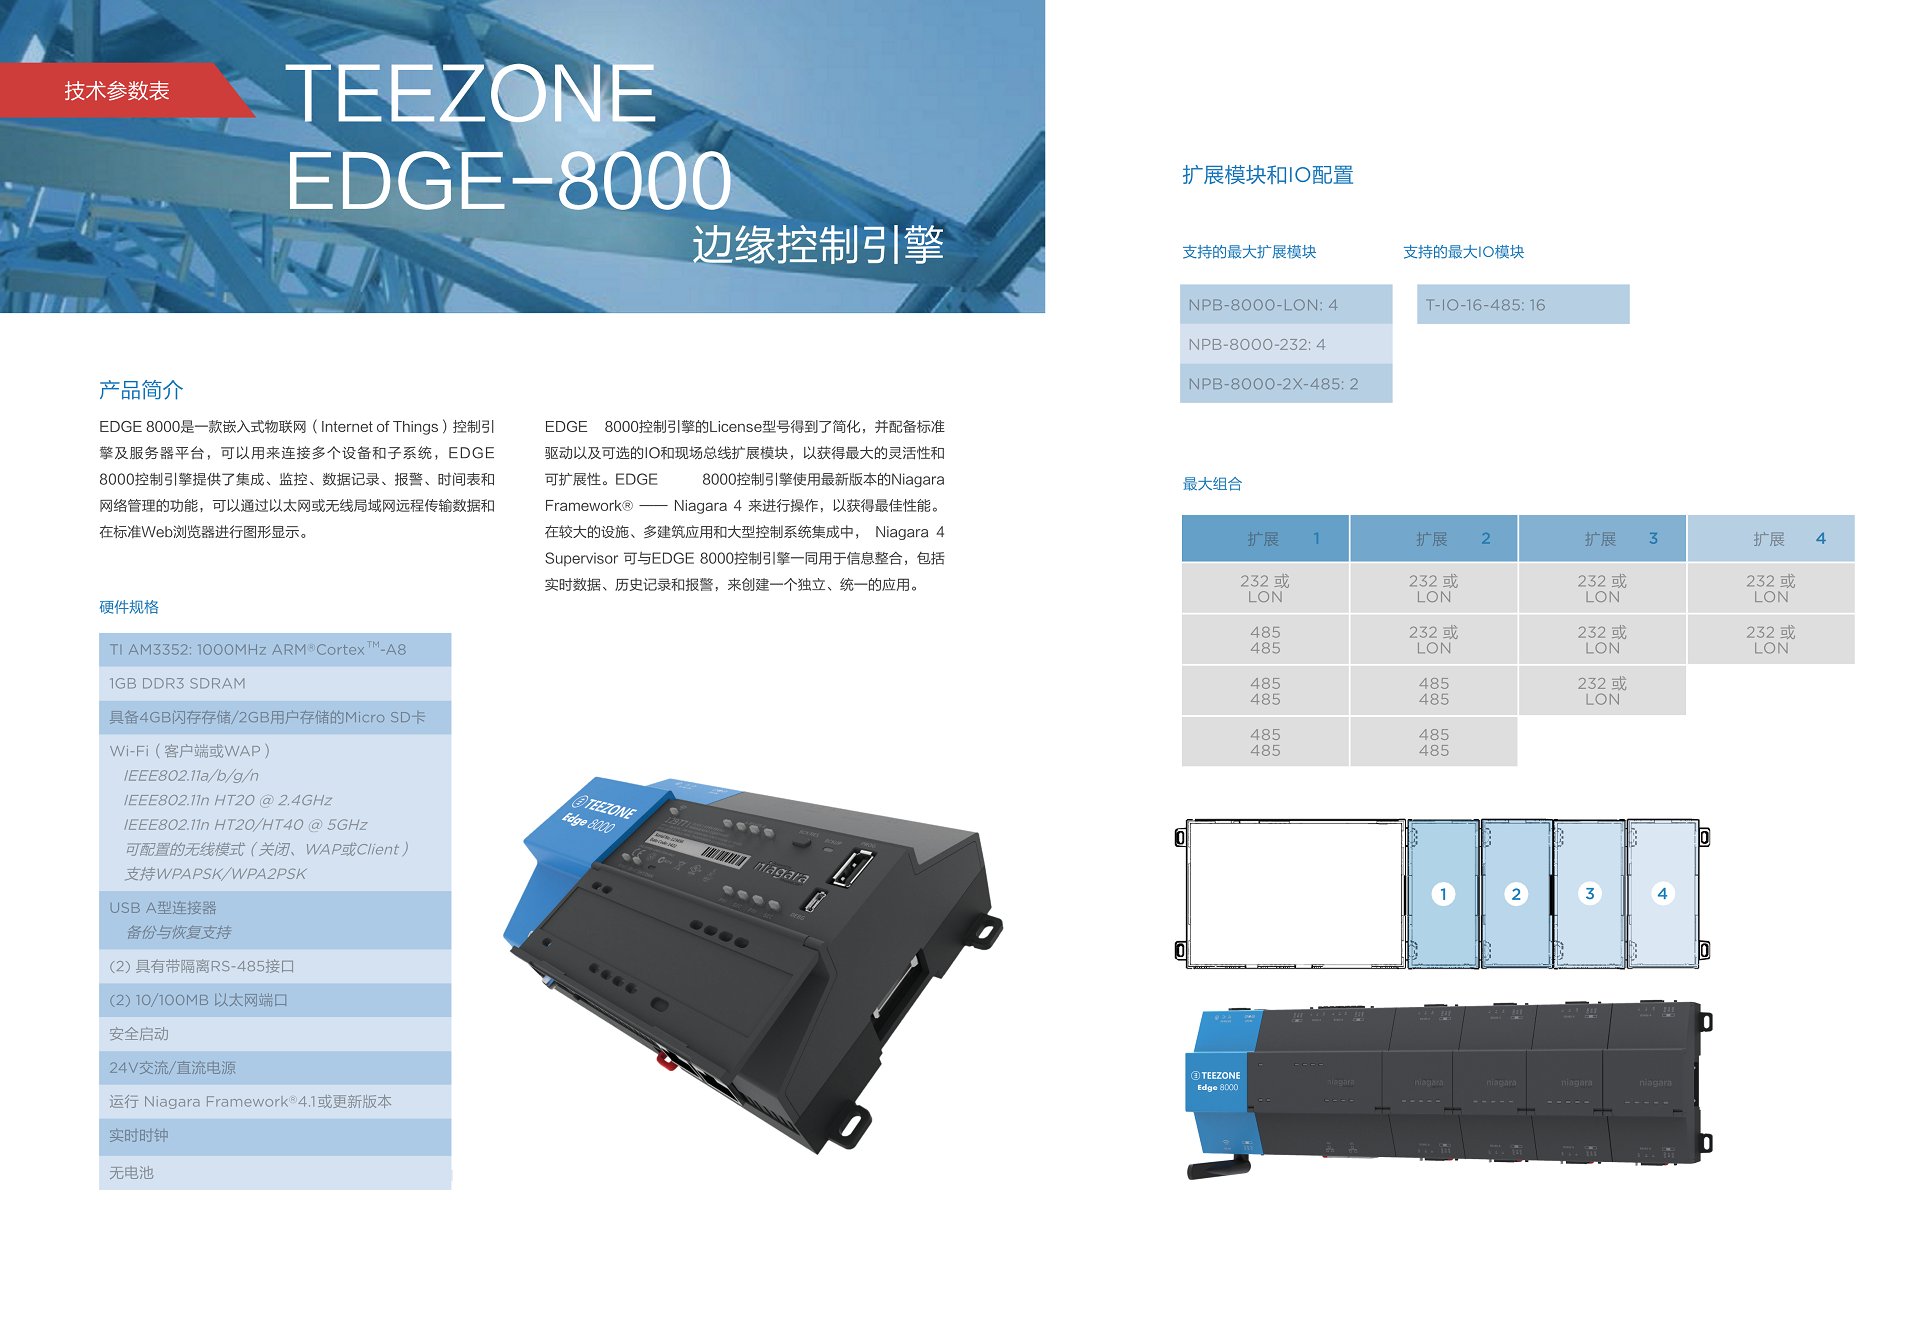 技术参数表
TEEZONE
EDGE-8000
边缘控制引擎
产品简介
EDGE 8000是一款嵌入式物联网（Internet of Things）控制引
擎及服务器平台，可以用来连接多个设备和子系统，EDGE
8000控制引擎提供了集成、监控、数据记录、报警、时间表和
网络管理的功能，可以通过以太网或无线局域网远程传输数据和
在标准Web浏览器进行图形显示。
EDGE 8000控制引擎的License型号得到了简化，并配备标准
驱动以及可选的IO和现场总线扩展模块，以获得最大的灵活性和
可扩展性。EDGE 8000控制引擎使用最新版本的Niagara
Framework® —— Niagara 4 来进行操作，以获得最佳性能。
在较大的设施、多建筑应用和大型控制系统集成中， Niagara 4
Supervisor 可与EDGE 8000控制引擎一同用于信息整合，包括
实时数据、历史记录和报警，来创建一个独立、统一的应用。
硬件规格
TI AM3352: 1000MHz ARM®Cortex™-A8
1GB DDR3 SDRAM
具备4GB闪存存储/2GB用户存储的Micro SD卡
Wi-Fi（客户端或WAP）
IEEE802.11a/b/g/n
IEEE802.11n HT20 @ 2.4GHz
IEEE802.11n HT20/HT40 @ 5GHz
可配置的无线模式（关闭、WAP或Client）
支持WPAPSK/WPA2PSK
USB A型连接器
备份与恢复支持
(2) 具有带隔离RS-485接口
(2) 10/100MB 以太网端口
安全启动
24V交流/直流电源
运行 Niagara Framework®4.1或更新版本
实时时钟
无电池
TEEZONE
Edge 8000
niagara
扩展模块和IO配置
支持的最大扩展模块 支持的最大IO模块
NPB-8000-LON: 4 T-IO-16-485: 16
NPB-8000-232: 4
NPB-8000-2X-485: 2
最大组合
扩展 1 扩展 2 扩展 3 扩展 4
232 或 232 或 232 或 232 或
LON LON LON LON
485 232 或 232 或 232 或
485 LON LON LON
485 485 232 或
485 485 LON
485 485
485 485
1 2 3 4
TEEZONE
Edge 8000
niagara niagara niagara niagara niagara